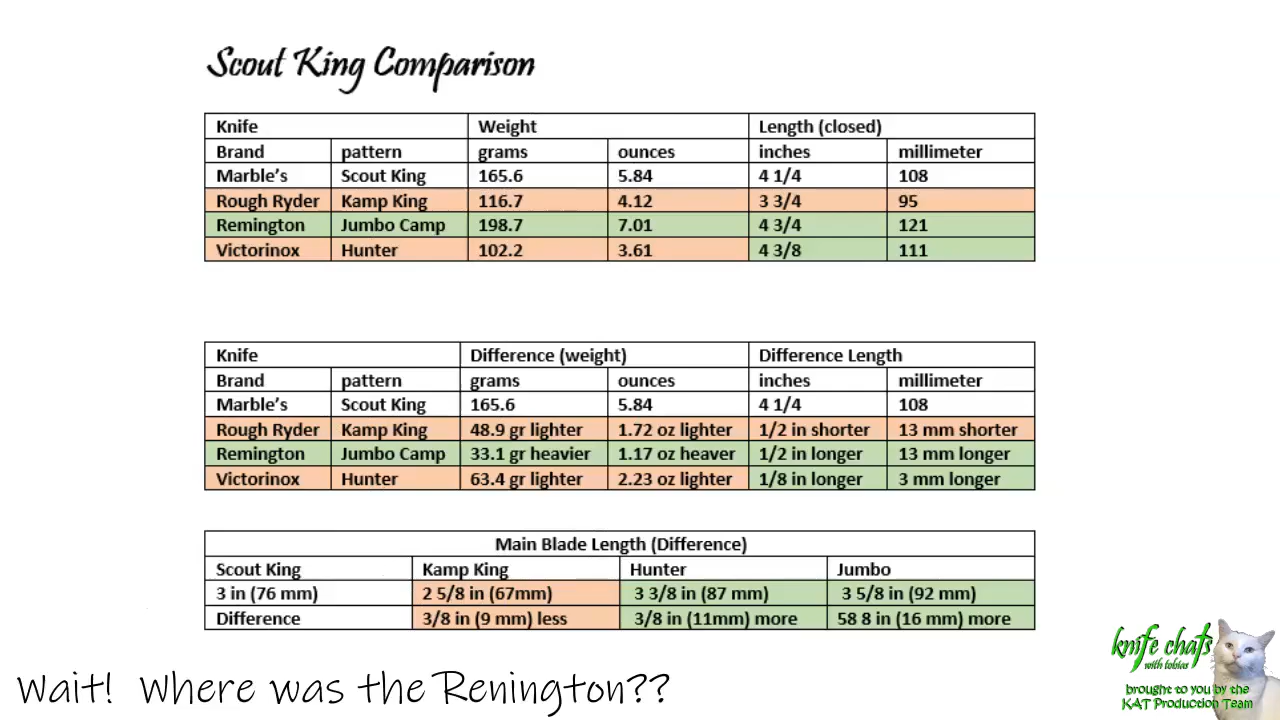 Scout King Comparison
Knife Weight Length (closed)
Brand pattern grams ounces inches millimeter
Marble's Scout King 165.6 5.84 4 1/4 108
Rough Ryder Kamp King 116.7 4.12 3 3/4 95
Remington Jumbo Camp 198.7 7.01 4 3/4 121
Victorinox Hunter 102.2 3.61 4 3/8 111
Knife Difference (weight) Difference Length
Brand pattern grams ounces inches millimeter
Marble's Scout King 165.6 5.84 4 1/4 108
Rough Ryder Kamp King 48.9 gr lighter 1.72 oz lighter 1/2 in shorter 13 mm shorter
Remington Jumbo Camp 33.1 gr heavier 1.17 oz heaver 1/2 in longer 13 mm longer
Victorinox Hunter 63.4 gr lighter 2.23 oz lighter 1/8 in longer 3 mm longer
Main Blade Length (Difference)
Scout King Kamp King Hunter Jumbo
3 in (76 mm) 2 5/8 in (67mm) 3 3/8 in (87 mm) 3 5/8 in (92 mm)
Difference 3/8 in (9 mm) less 3/8 in (11mm) more 58 8 in (16 mm) more
Wait! Where was the Renington??
knife chats
with tobias
brought to you by the
KAT Production Team